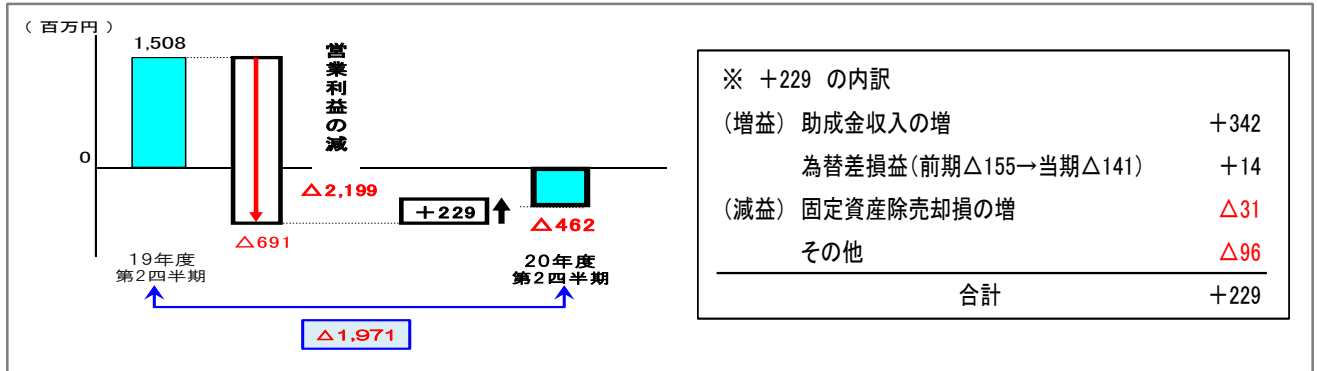 （百万円）
1,508
営業利益の減
0
△2,199
＋229
△691
△462
19年度
第2四半期
20年度
第2四半期
△1,971
※ ＋229 の内訳
（増益）助成金収入の増 ＋342
為替差損益（前期△155→当期△141） ＋14
（減益）固定資産除売却損の増 △31
その他 △96
合計 ＋229